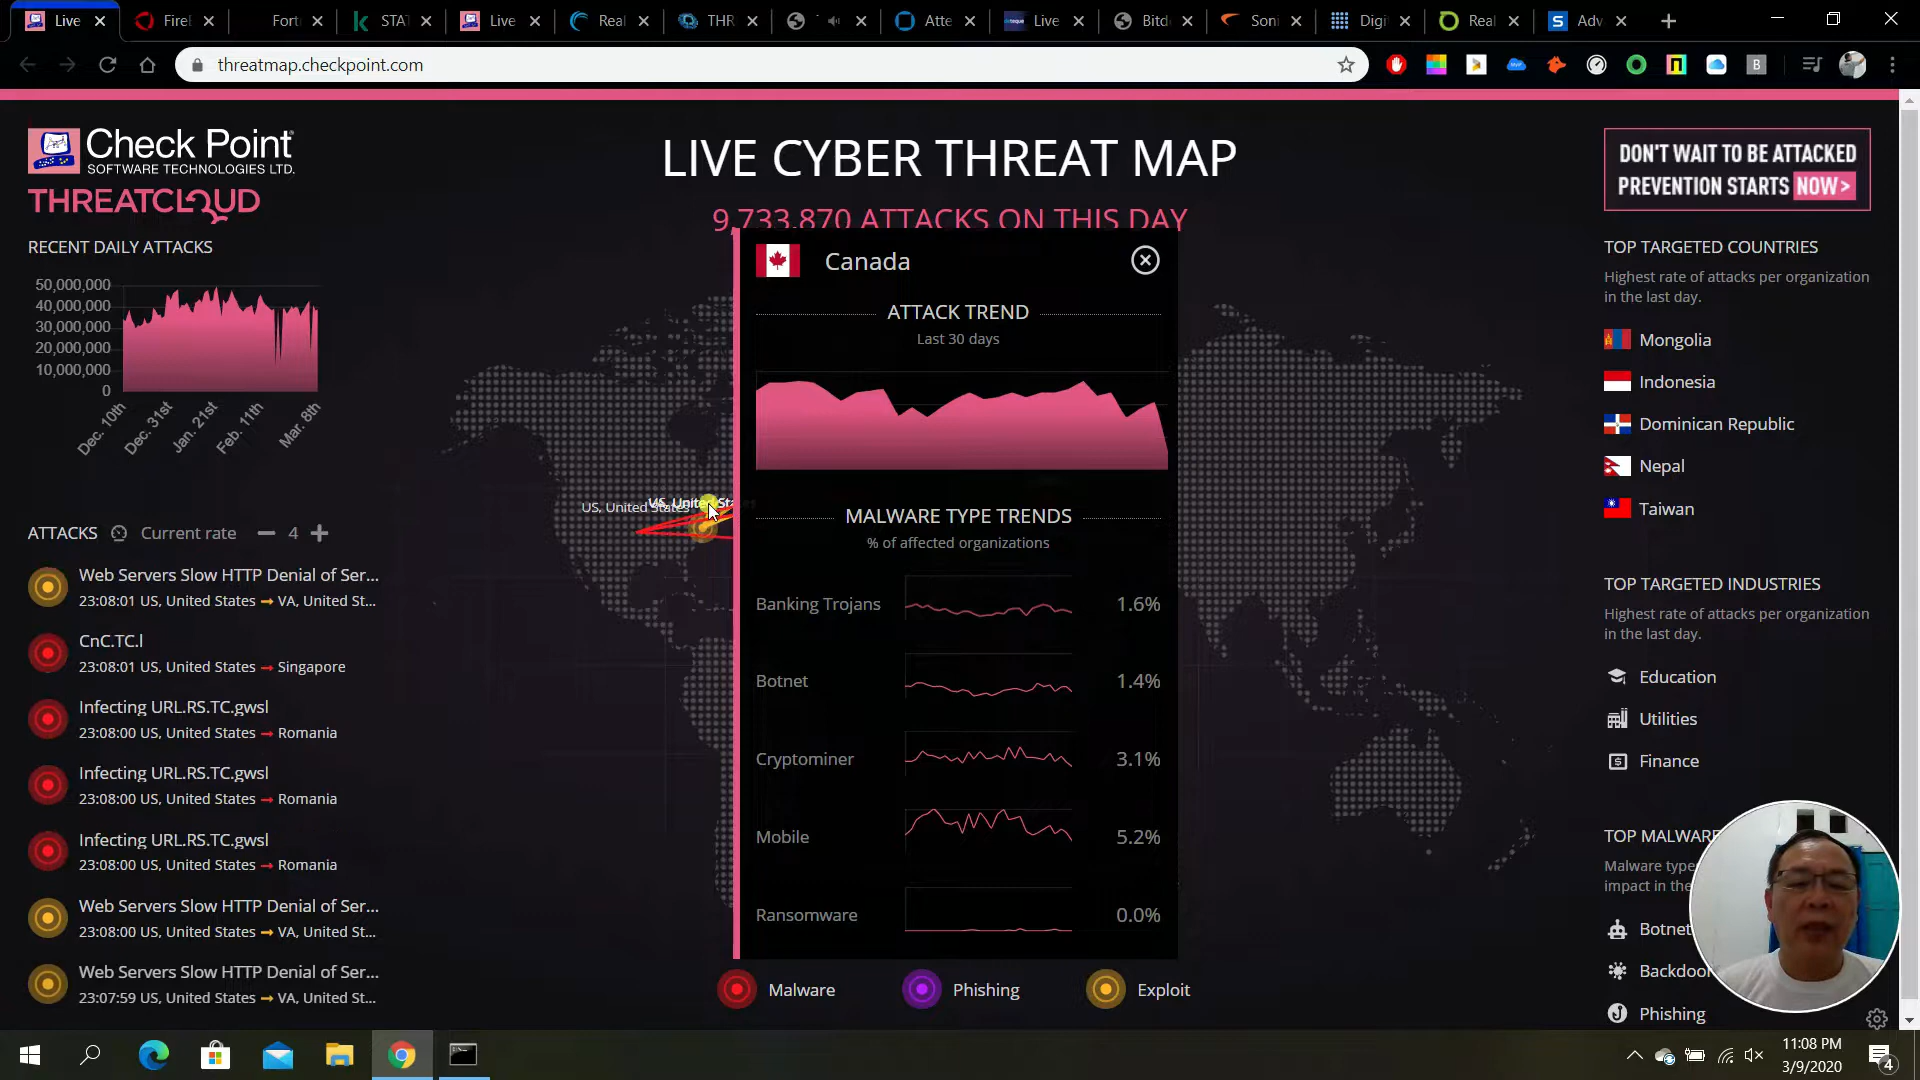 Live
FireE
Fort
STAT
Live
Real
THR
Atte
Live
Bitd
Soni
Digi
Real
Adv
threatmap.checkpoint.com
Check Point
SOFTWARE TECHNOLOGIES LTD.
THREATCLOUD
LIVE CYBER THREAT MAP
9,733,870 ATTACKS ON THIS DAY
DON'T WAIT TO BE ATTACKED
PREVENTION STARTS NOW >
RECENT DAILY ATTACKS
50,000,000
40,000,000
30,000,000
20,000,000
10,000,000
0
Dec. 10th
Dec. 31st
Jan. 21st
Feb. 11th
Mar. 8th
ATTACKS
Current rate
4
Web Servers Slow HTTP Denial of Ser...
23:08:01 US, United States → VA, United St...
CnC.TC.l
23:08:01 US, United States → Singapore
Infecting URL.RS.TC.gwsl
23:08:00 US, United States → Romania
Infecting URL.RS.TC.gwsl
23:08:00 US, United States → Romania
Infecting URL.RS.TC.gwsl
23:08:00 US, United States → Romania
Web Servers Slow HTTP Denial of Ser...
23:08:00 US, United States → VA, United St...
Web Servers Slow HTTP Denial of Ser...
23:07:59 US, United States → VA, United St...
US, United States
Canada
ATTACK TREND
Last 30 days
MALWARE TYPE TRENDS
% of affected organizations
Banking Trojans 1.6%
Botnet 1.4%
Cryptominer 3.1%
Mobile 5.2%
Ransomware 0.0%
Malware
Phishing
Exploit
TOP TARGETED COUNTRIES
Highest rate of attacks per organization
in the last day.
Mongolia
Indonesia
Dominican Republic
Nepal
Taiwan
TOP TARGETED INDUSTRIES
Highest rate of attacks per organization
in the last day.
Education
Utilities
Finance
TOP MALWARE
Malware type
impact in the
Botnet
Backdoor
Phishing
11:08 PM
3/9/2020
4